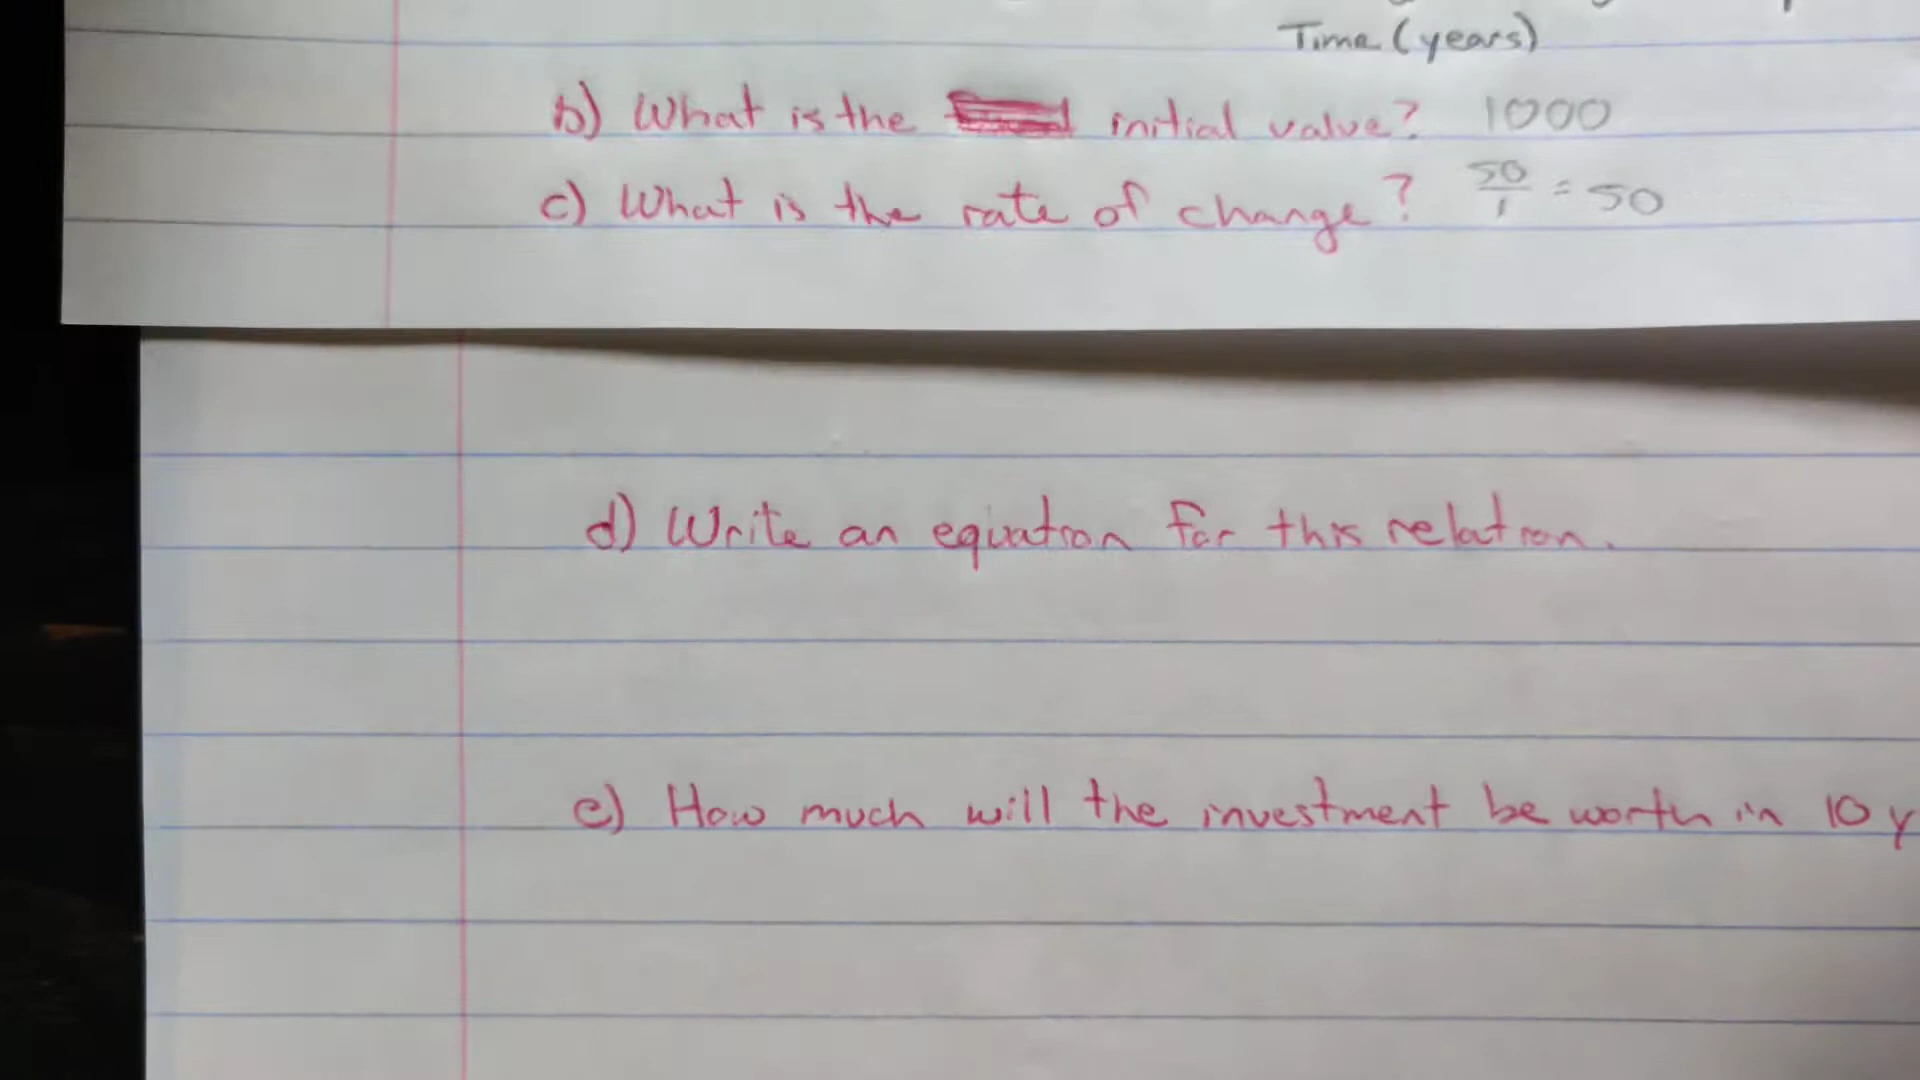 Time (years)
b) What is the initial value? 1000
c) What is the rate of change? 50/1 = 50
d) Write an equation for this relation.
e) How much will the investment be worth in 10 y